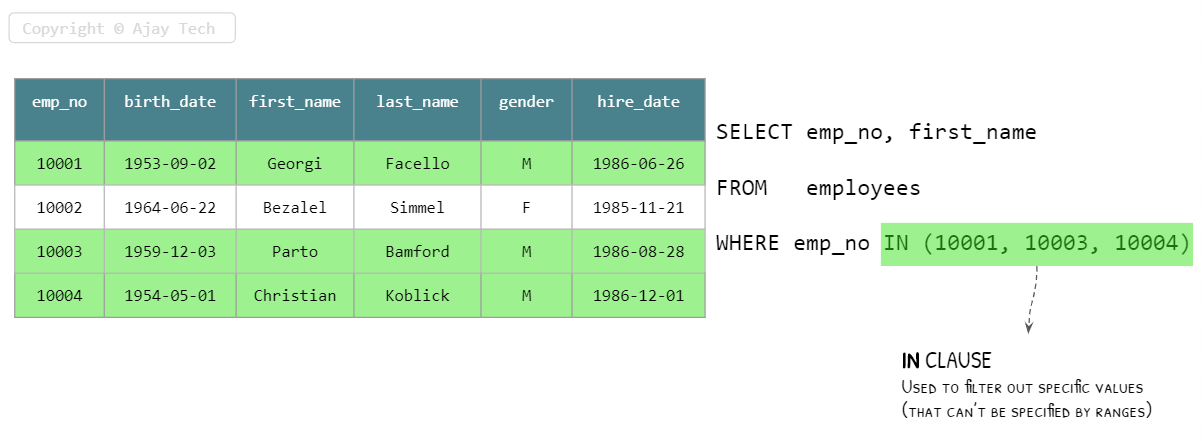 Copyright © Ajay Tech
emp_no birth_date first_name last_name gender hire_date
10001 1953-09-02 Georgi Facello M 1986-06-26
10002 1964-06-22 Bezalel Simmel F 1985-11-21
10003 1959-12-03 Parto Bamford M 1986-08-28
10004 1954-05-01 Christian Koblick M 1986-12-01
SELECT emp_no, first_name
FROM employees
WHERE emp_no IN (10001, 10003, 10004)
IN CLAUSE
Used to filter out specific values
(that can't be specified by ranges)